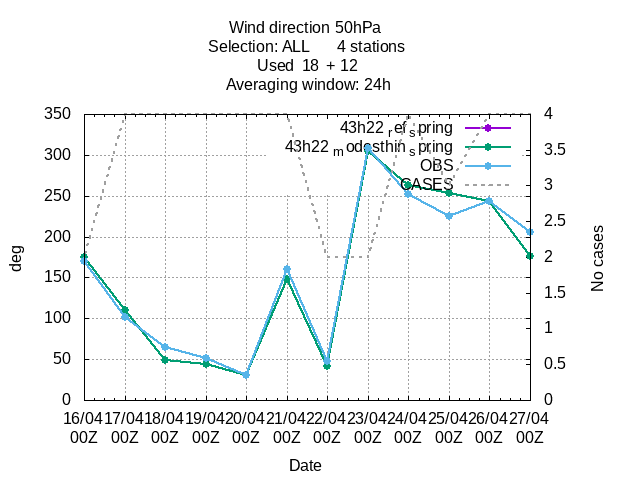 Wind direction 50hPa
Selection: ALL 4 stations
Used 18 + 12
Averaging window: 24h
350
300
250
200
150
100
50
0
deg
43h22 ref spring
43h22 modesthin spring
OBS
CASES
4
3.5
3
2.5
2
1.5
1
0.5
0
No cases
16/04 17/04 18/04 19/04 20/04 21/04 22/04 23/04 24/04 25/04 26/04 27/04
00Z 00Z 00Z 00Z 00Z 00Z 00Z 00Z 00Z 00Z 00Z 00Z
Date